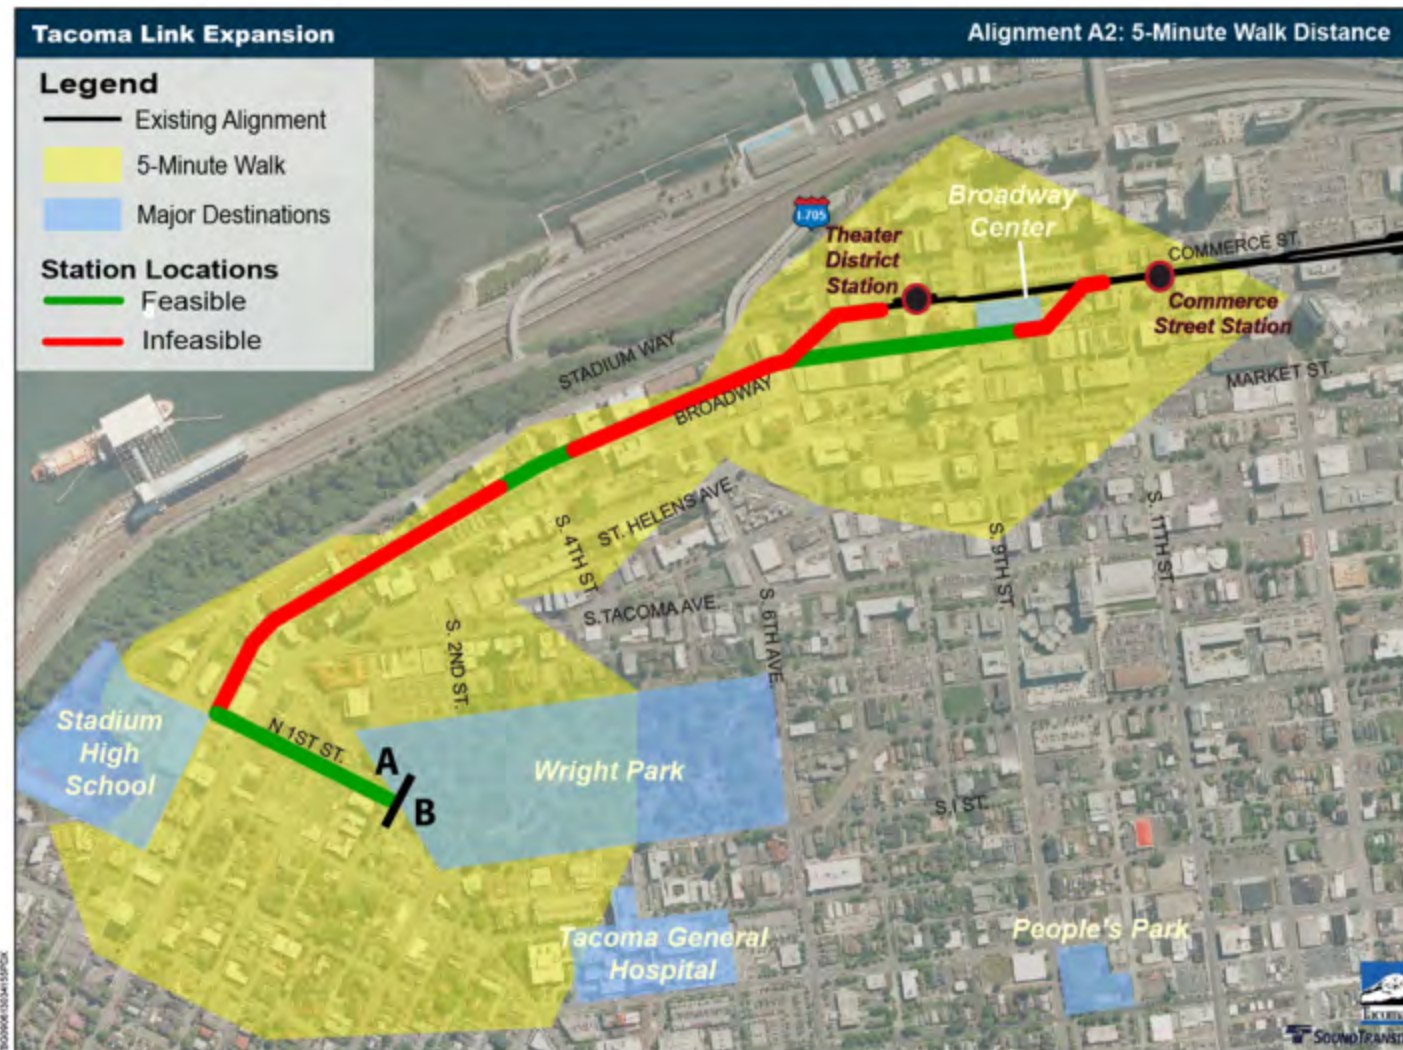 Tacoma Link Expansion
Alignment A2: 5-Minute Walk Distance
Legend
Existing Alignment
5-Minute Walk
Major Destinations
Station Locations
Feasible
Infeasible
I-705
Broadway
Center
Theater
District
Station
COMMERCE ST.
Commerce
Street Station
STADIUM WAY
MARKET ST.
BROADWAY
ST. HELENS AVE.
S. 4TH ST.
S. 9TH ST.
S. 11TH ST.
S. TACOMA AVE.
S. 6TH AVE.
S. 2ND ST.
Stadium
High
School
N 1ST ST.
A
B
Wright Park
S. I ST.
Tacoma General
Hospital
People's Park
Tacoma
SOUNDTRANSIT